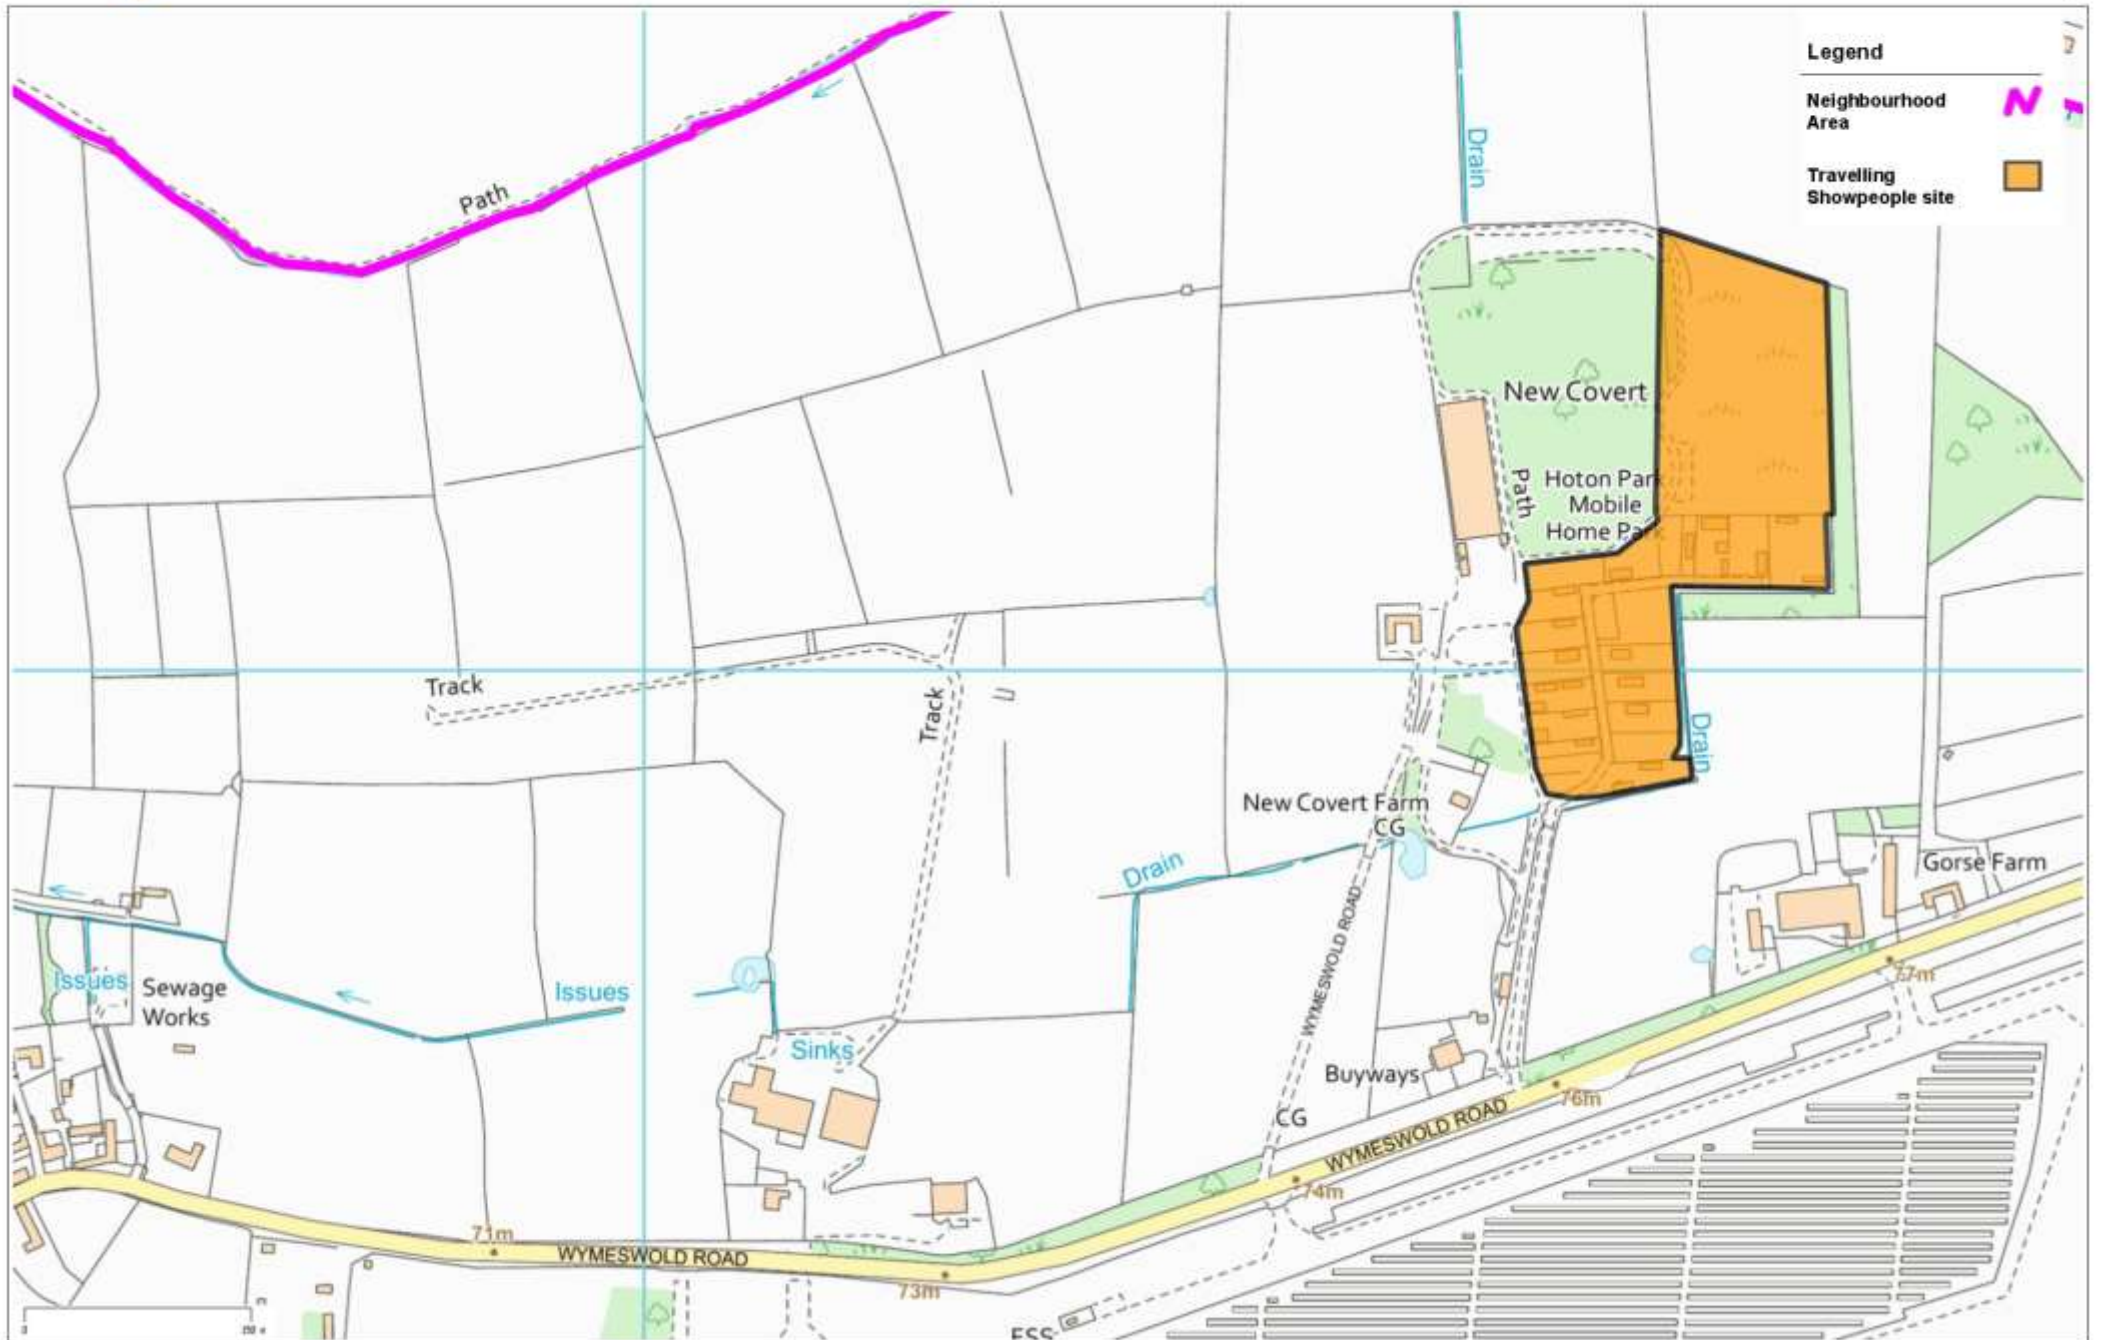 Legend
Neighbourhood
Area
Travelling
Showpeople site
Drain
Path
New Covert
Path
Hoton Park
Mobile
Home Park
Track
Track
Drain
New Covert Farm
CG
Drain
Gorse Farm
WYMESWOLD ROAD
Issues
Sewage
Works
Issues
Sinks
77m
Buyways
76m
CG
WYMESWOLD ROAD
74m
71m
WYMESWOLD ROAD
73m
ESS
0